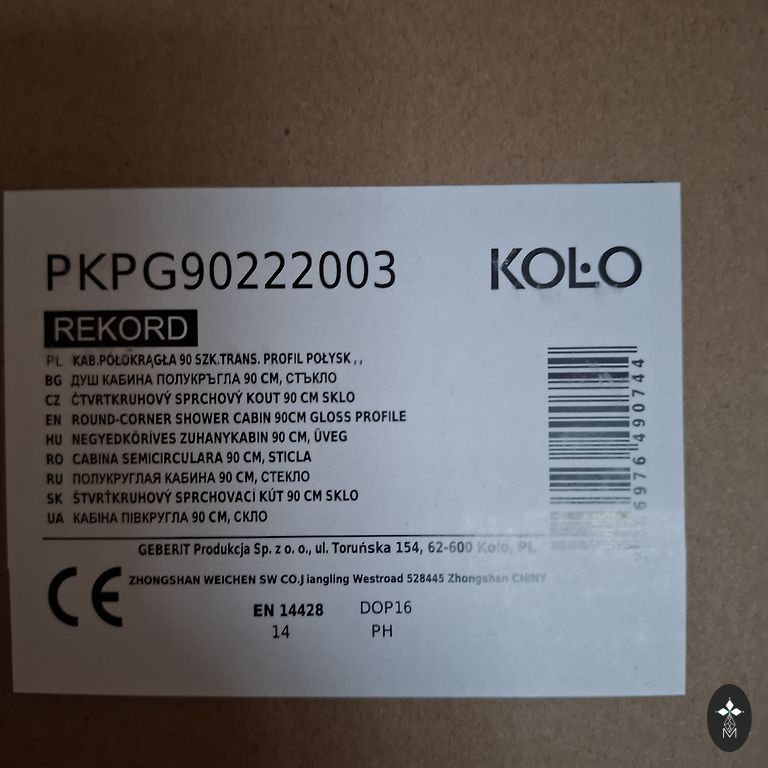 PKPG90222003
KOŁO
REKORD
PL KAB.PÓŁOKRĄGŁA 90 SZK.TRANS. PROFIL POŁYSK , ,
BG ДУШ КАБИНА ПОЛУКРЪГЛА 90 СМ, СТЪКЛО
CZ ČTVRTKRUHOVÝ SPRCHOVÝ KOUT 90 CM SKLO
EN ROUND-CORNER SHOWER CABIN 90CM GLOSS PROFILE
HU NEGYEDKÖRÍVES ZUHANYKABIN 90 CM, ÜVEG
RO CABINA SEMICIRCULARA 90 CM, STICLA
RU ПОЛУКРУГЛАЯ КАБИНА 90 СМ, СТЕКЛО
SK ŠTVRŤKRUHOVÝ SPRCHOVACÍ KÚT 90 CM SKLO
UA КАБІНА ПІВКРУГЛА 90 СМ, СКЛО
6976 490744
GEBERIT Produkcja Sp. z o. o., ul. Toruńska 154, 62-600 Koło, PL
ZHONGSHAN WEICHEN SW CO.Jiangling Westroad 528445 Zhongshan CHINY
CE
EN 14428 DOP16
14 PH
M